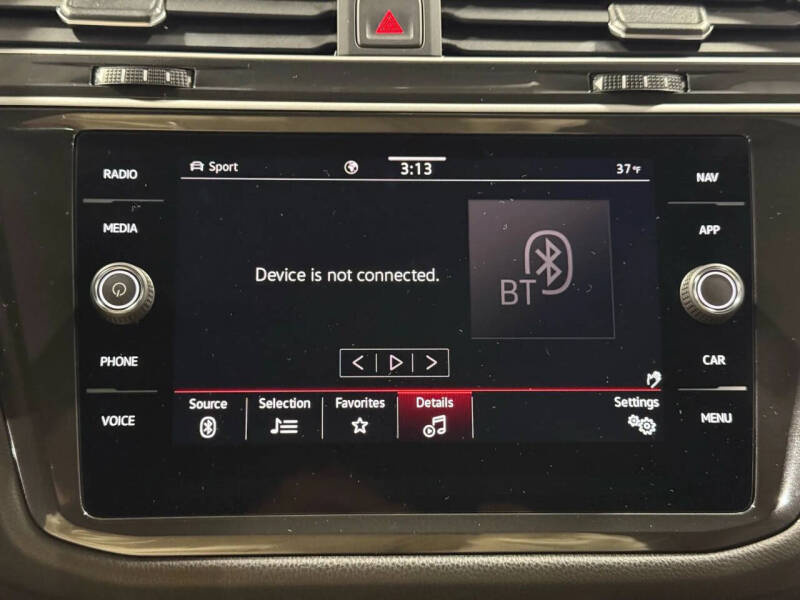 RADIO
MEDIA
PHONE
VOICE
Sport
3:13
37°F
Device is not connected.
BT
Source
Selection
Favorites
Details
Settings
NAV
APP
CAR
MENU